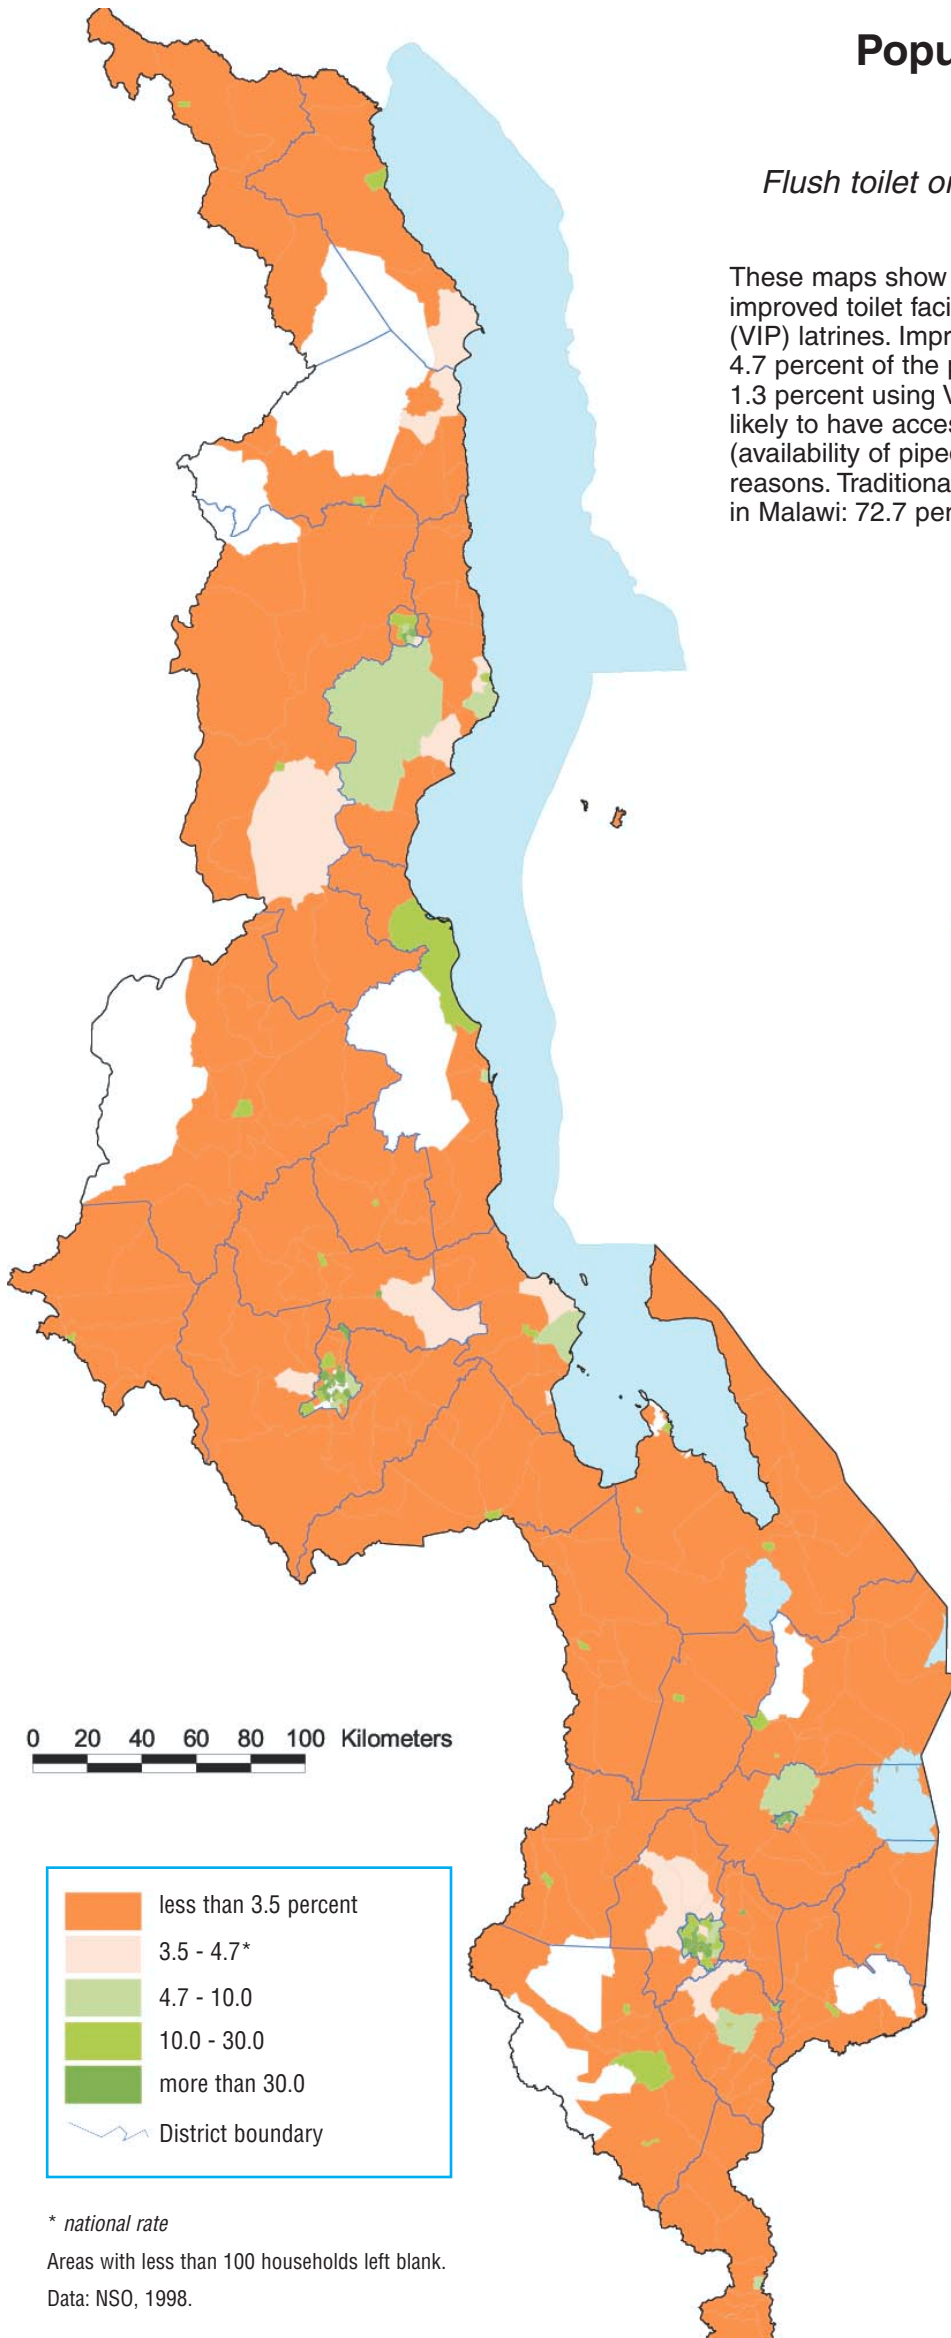 Popu
Flush toilet or
These maps show
improved toilet faci
(VIP) latrines. Impr
4.7 percent of the p
1.3 percent using V
likely to have acces
(availability of piped
reasons. Traditiona
in Malawi: 72.7 per
0 20 40 60 80 100 Kilometers
less than 3.5 percent
3.5 - 4.7*
4.7 - 10.0
10.0 - 30.0
more than 30.0
District boundary
* national rate
Areas with less than 100 households left blank.
Data: NSO, 1998.